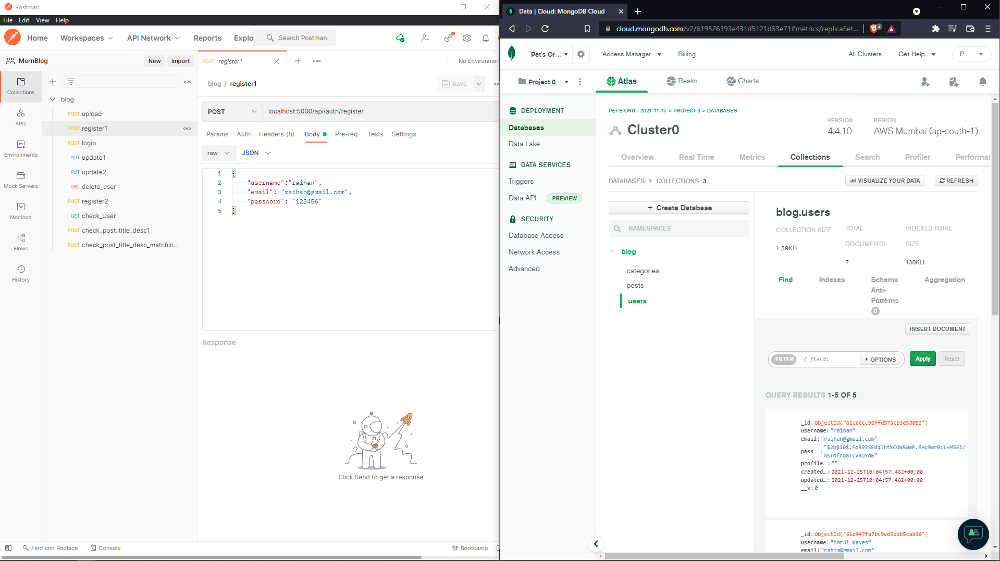 Postman
File Edit View Help
Home Workspaces API Network Reports Explo Search Postman
MernBlog New Import
Collections
APIs
Environments
Mock Servers
Monitors
Flows
History
blog
POST upload
POST register1
POST login
PUT update1
PUT update2
DEL delete_user
POST register2
GET check_User
POST check_post_title_desc1
POST check_post_title_desc_matchin...
POST register1 No Environmen
blog / register1 Save
POST localhost:5000/api/auth/register
Params Auth Headers (8) Body Pre-req. Tests Settings
raw JSON
1 {
2 "username":"raihan",
3 "email": "raihan@gmail.com",
4 "password": "123456"
5 }
Response
Click Send to get a response
Find and Replace Console Bootcamp
Data | Cloud: MongoDB Cloud
cloud.mongodb.com/v2/619526193e431d5121d53e71#metrics/replicaSet... 4
Pet's Or... Access Manager Billing All Clusters Get Help P
Project 0 Atlas Realm Charts
DEPLOYMENT
Databases
Data Lake
DATA SERVICES
Triggers
Data API PREVIEW
SECURITY
Database Access
Network Access
Advanced
PET'S ORG - 2021-11-17 > PROJECT 0 > DATABASES
Cluster0
VERSION
4.4.10
REGION
AWS Mumbai (ap-south-1)
Overview Real Time Metrics Collections Search Profiler Performan
DATABASES: 1 COLLECTIONS: 3 VISUALIZE YOUR DATA REFRESH
+ Create Database
NAMESPACES
blog
categories
posts
users
blog.users
COLLECTION SIZE:
1.39KB
TOTAL
DOCUMENTS:
7
INDEXES TOTAL
SIZE:
108KB
Find Indexes Schema Anti-Patterns 0 Aggregation
INSERT DOCUMENT
FILTER { field: OPTIONS Apply Reset
QUERY RESULTS 1-5 OF 5
_id: ObjectId("61c6ecc96ffd57acb3e53053")
username: "raihan"
email: "raihan@gmail.com"
pass… : "$2b$10$.FpR93SEdqlhtkCON5WaP.8Hy9or0iLvMSEl/
NSTnfcqGTLVROYd6"
profile… : ""
created… : 2021-12-25T10:04:57.462+00:00
updated… : 2021-12-25T10:04:57.462+00:00
__v: 0
_id: ObjectId("61d447fa7bc9ed9edb5cab90")
username: "imrul kayes"
email: "rahim@gmail.com"